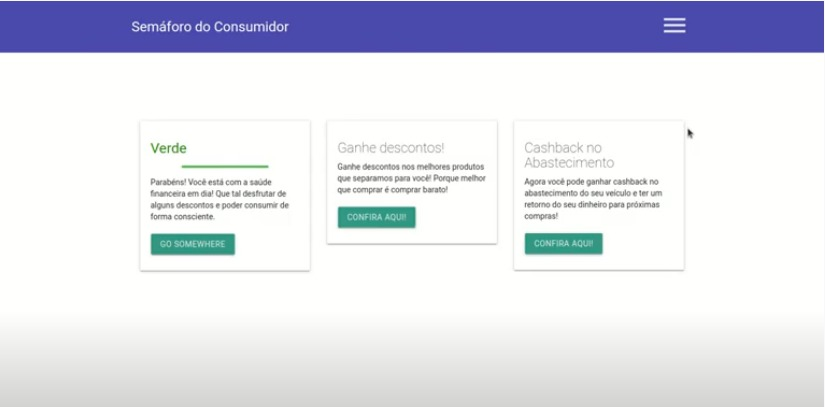 Semáforo do Consumidor
Verde
Parabéns! Você está com a saúde
financeira em dia! Que tal desfrutar de
alguns descontos e poder consumir de
forma consciente.
GO SOMEWHERE
Ganhe descontos!
Ganhe descontos nos melhores produtos
que separamos para você! Porque melhor
que comprar é comprar barato!
CONFIRA AQUI!
Cashback no
Abastecimento
Agora você pode ganhar cashback no
abastecimento do seu veículo e ter um
retorno do seu dinheiro para próximas
compras!
CONFIRA AQUI!